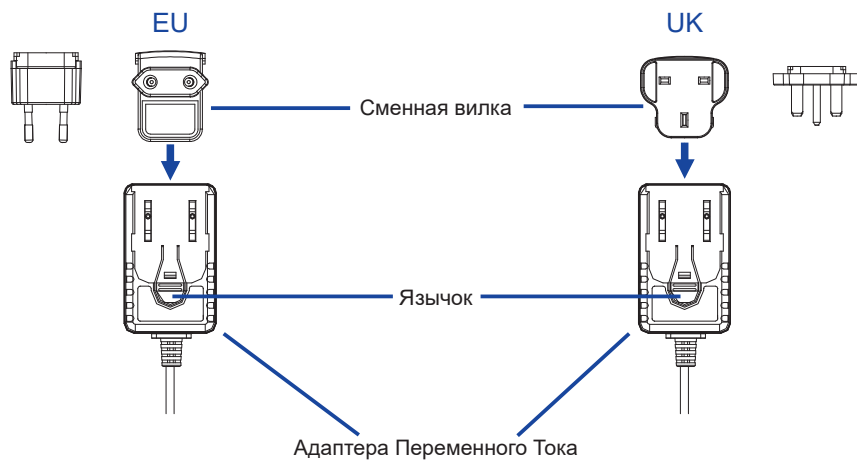 EU
UK
Сменная вилка
Язычок
Адаптера Переменного Тока